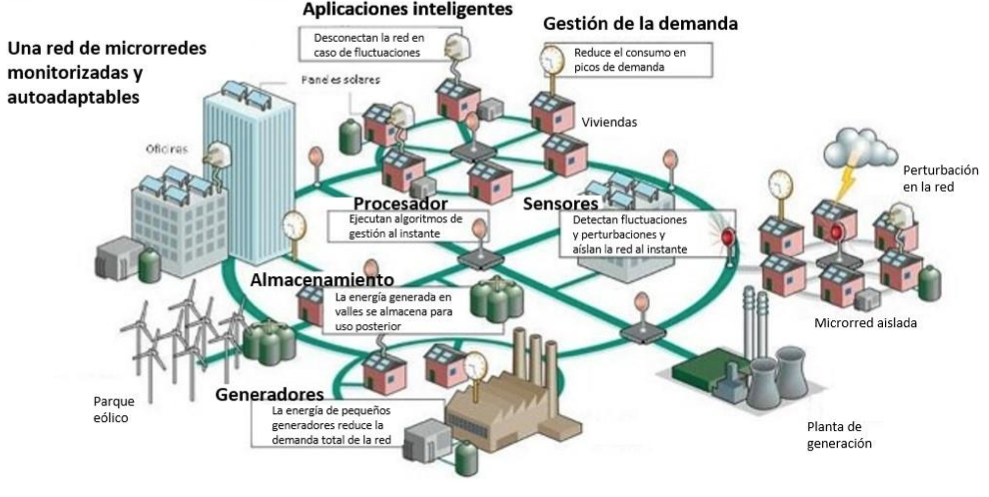 Aplicaciones inteligentes
Desconectan la red en
caso de fluctuaciones
Gestión de la demanda
Reduce el consumo en
picos de demanda
Una red de microrredes
monitorizadas y
autoadaptables
Paneles solares
Oficinas
Viviendas
Perturbación
en la red
Procesador
Ejecutan algoritmos de
gestión al instante
Sensores
Detectan fluctuaciones
y perturbaciones y
aíslan la red al instante
Almacenamiento
La energía generada en
valles se almacena para
uso posterior
Microrred aislada
Generadores
La energía de pequeños
generadores reduce la
demanda total de la red
Parque
eólico
Planta de
generación